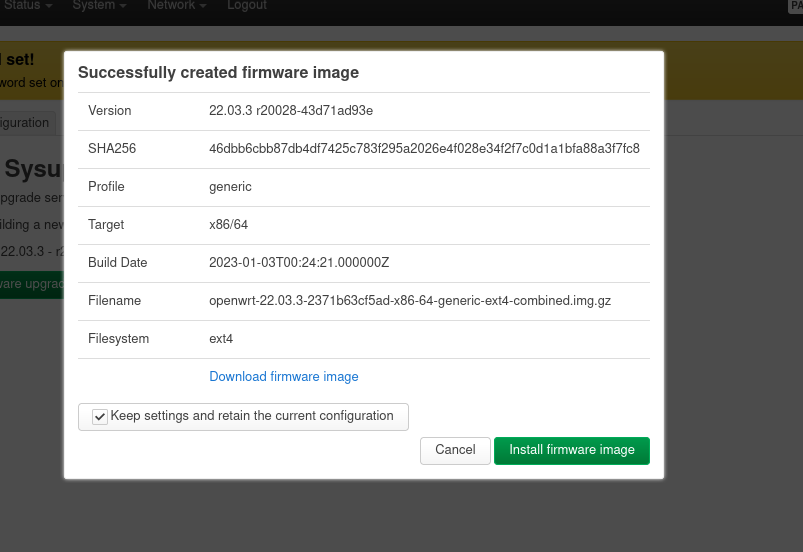 Status System Network Logout
PA
set!
word set on
iguration
Sysu
pgrade ser
ilding a new
22.03.3 - r2
ware upgrad
Successfully created firmware image
Version 22.03.3 r20028-43d71ad93e
SHA256 46dbb6cbb87db4df7425c783f295a2026e4f028e34f2f7c0d1a1bfa88a3f7fc8
Profile generic
Target x86/64
Build Date 2023-01-03T00:24:21.000000Z
Filename openwrt-22.03.3-2371b63cf5ad-x86-64-generic-ext4-combined.img.gz
Filesystem ext4
Download firmware image
Keep settings and retain the current configuration
Cancel Install firmware image